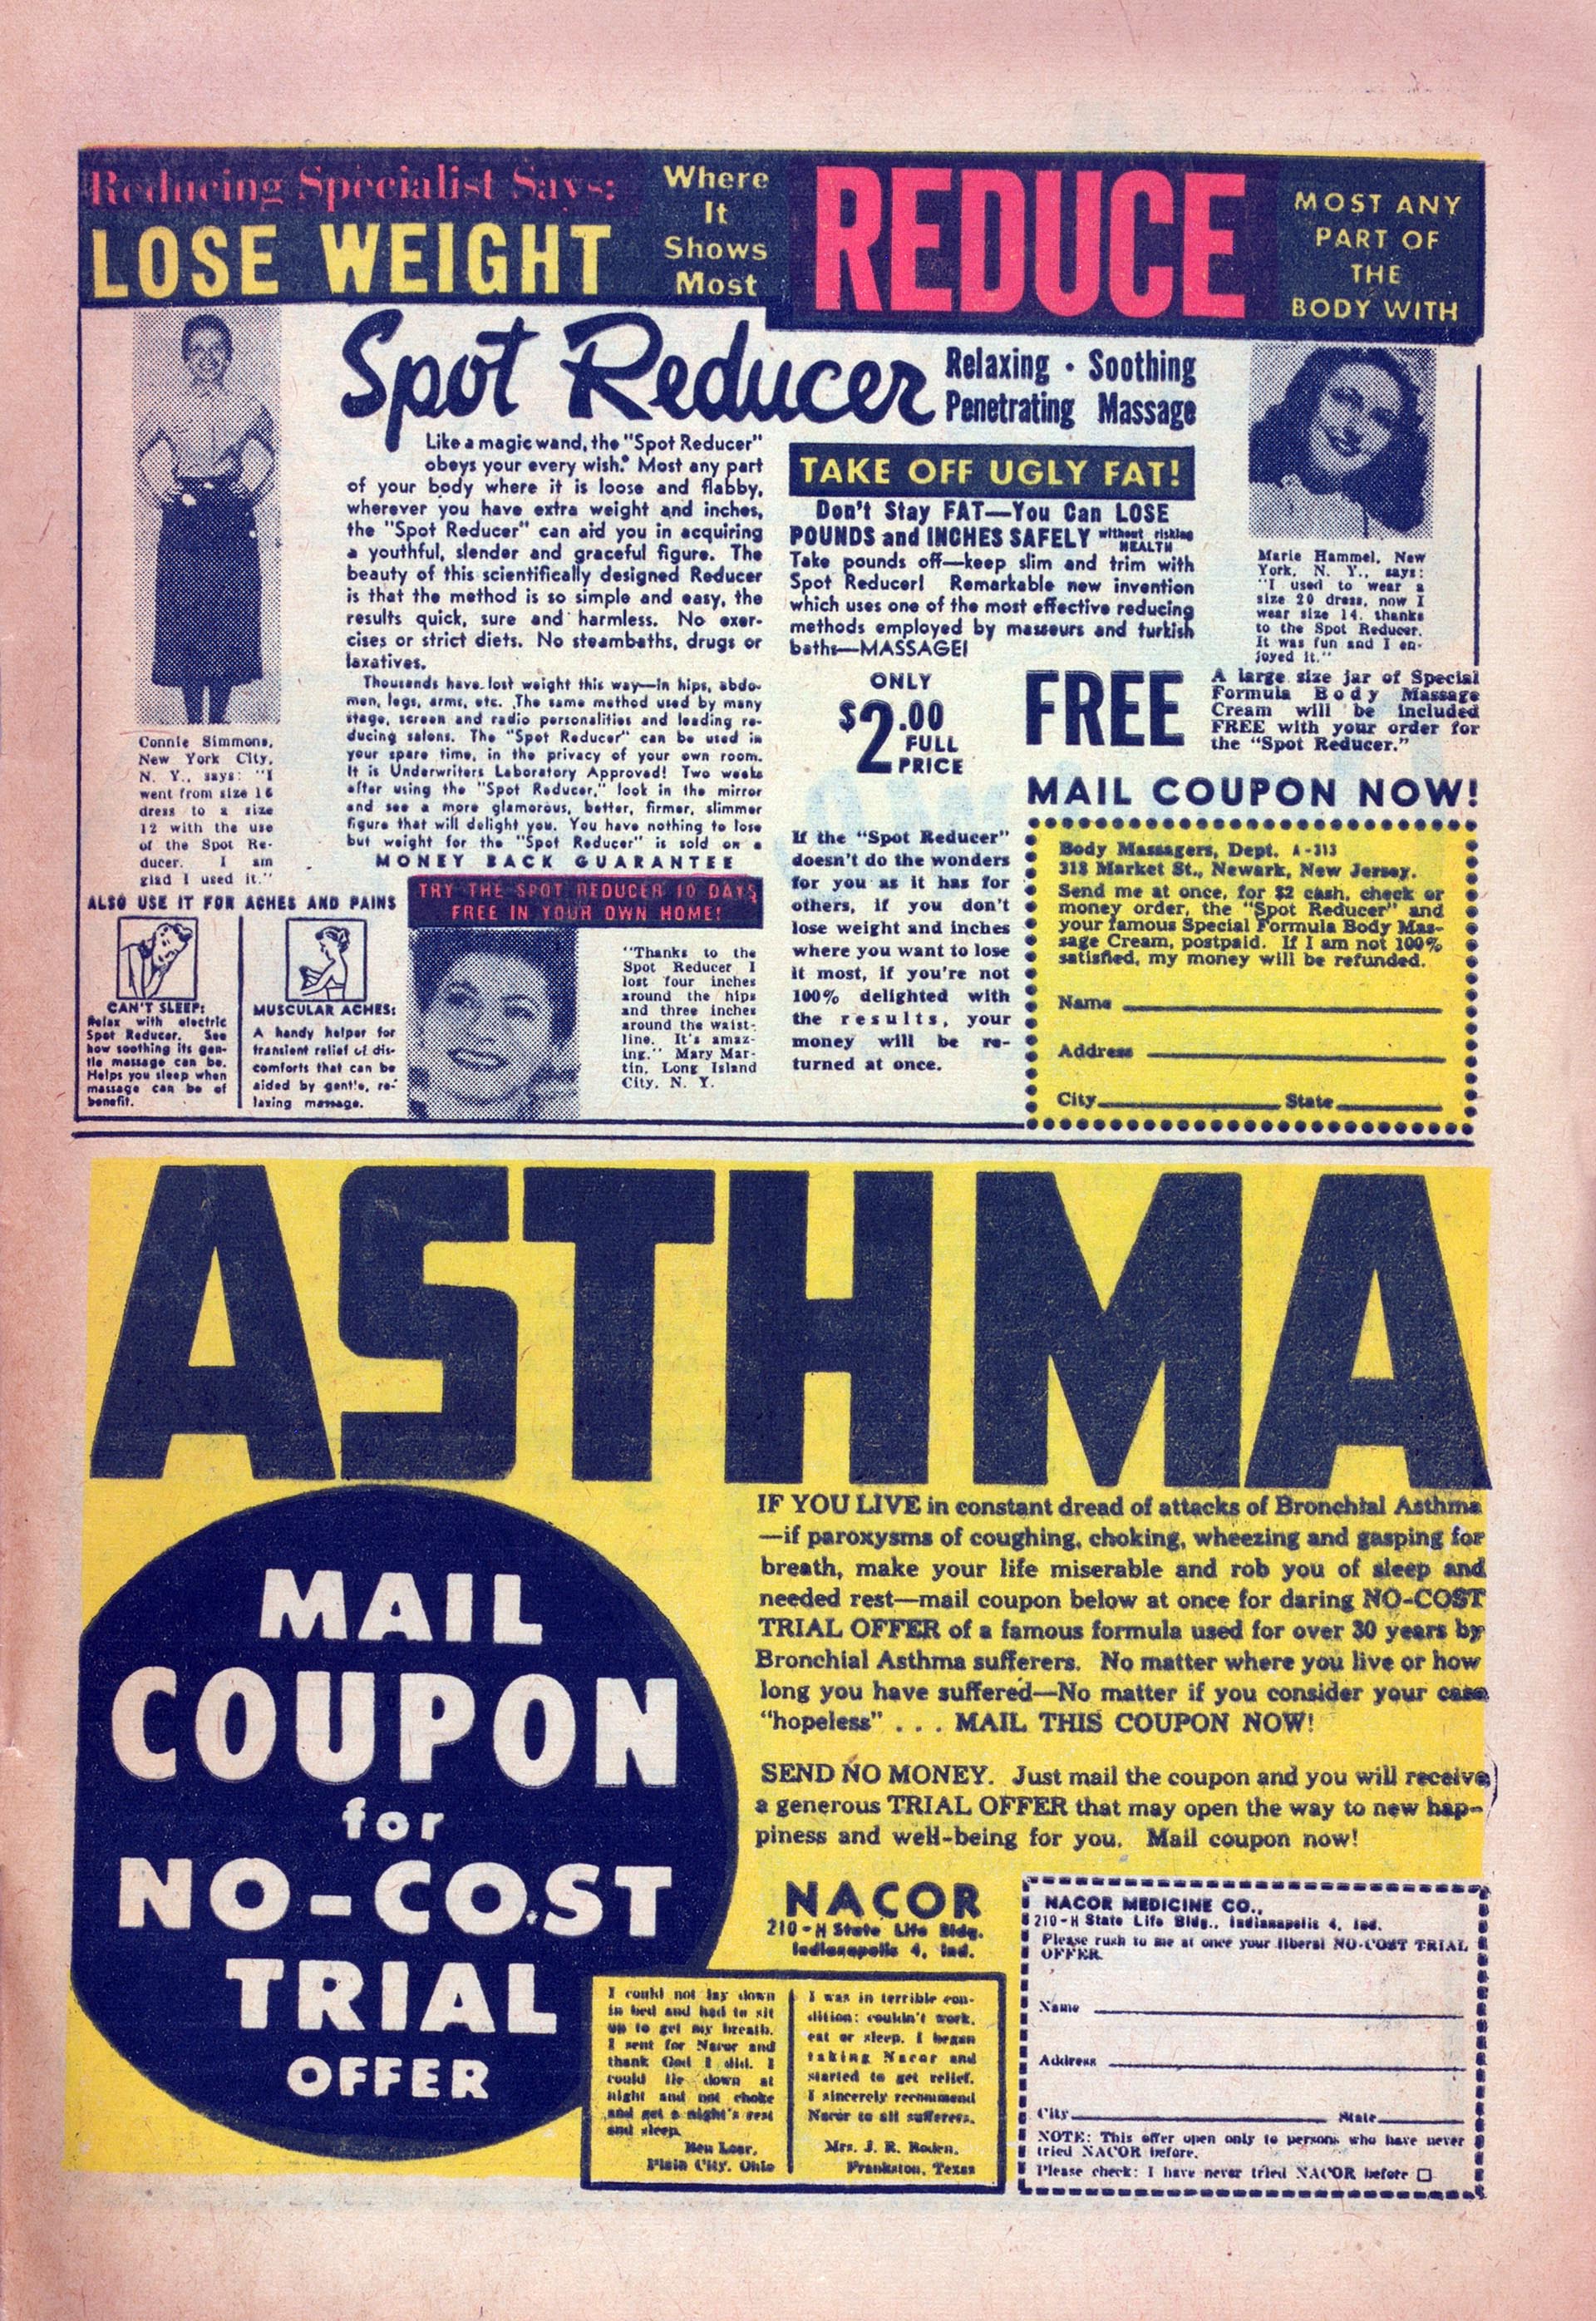 Reducing Specialist Says:
LOSE WEIGHT
Where
It
Shows
Most
REDUCE
MOST ANY
PART OF
THE
BODY WITH
Spot Reducer
Relaxing · Soothing
Penetrating Massage
Like a magic wand, the "Spot Reducer"
obeys your every wish. Most any part
of your body where it is loose and flabby,
wherever you have extra weight and inches,
the "Spot Reducer" can aid you in acquiring
a youthful, slender and graceful figure. The
beauty of this scientifically designed Reducer
is that the method is so simple and easy, the
results quick, sure and harmless. No exer-
cises or strict diets. No steambaths, drugs or
laxatives.
Thousands have lost weight this way—in hips, abdo-
men, legs, arms, etc. The same method used by many
stage, screen and radio personalities and leading re-
ducing salons. The "Spot Reducer" can be used in
your spare time, in the privacy of your own room.
It is Underwriters Laboratory Approved! Two weeks
after using the "Spot Reducer," look in the mirror
and see a more glamorous, better, firmer, slimmer
figure that will delight you. You have nothing to lose
but weight for the "Spot Reducer" is sold on a
MONEY BACK GUARANTEE
Connie Simmons,
New York City,
N. Y., says: "I
went from size 16
dress to a size
12 with the use
of the Spot Re-
ducer. I am
glad I used it."
ALSO USE IT FOR ACHES AND PAINS
CAN'T SLEEP:
Relax with electric
Spot Reducer. See
how soothing its gen-
tle massage can be.
Helps you sleep when
massage can be of
benefit.
MUSCULAR ACHES:
A handy helper for
transient relief of dis-
comforts that can be
aided by gentle, re-
laxing massage.
TRY THE SPOT REDUCER 10 DAYS
FREE IN YOUR OWN HOME!
"Thanks to the
Spot Reducer I
lost four inches
around the hips
and three inches
around the waist-
line. It's amaz-
ing." Mary Mar-
tin, Long Island
City, N. Y.
TAKE OFF UGLY FAT!
Don't Stay FAT—You Can LOSE
POUNDS and INCHES SAFELY without risking
HEALTH
Take pounds off—keep slim and trim with
Spot Reducer! Remarkable new invention
which uses one of the most effective reducing
methods employed by masseurs and turkish
baths—MASSAGE!
ONLY
$2.00
FULL
PRICE
If the "Spot Reducer"
doesn't do the wonders
for you as it has for
others, if you don't
lose weight and inches
where you want to lose
it most, if you're not
100% delighted with
the results, your
money will be re-
turned at once.
Marie Hammel, New
York, N. Y., says:
"I used to wear a
size 20 dress, now I
wear size 14, thanks
to the Spot Reducer.
It was fun and I en-
joyed it."
FREE
A large size jar of Special
Formula Body Massage
Cream will be included
FREE with your order for
the "Spot Reducer."
MAIL COUPON NOW!
Body Massagers, Dept. A-313
318 Market St., Newark, New Jersey.
Send me at once, for $2 cash, check or
money order, the "Spot Reducer" and
your famous Special Formula Body Mas-
sage Cream, postpaid. If I am not 100%
satisfied, my money will be refunded.
Name
Address
City State
ASTHMA
MAIL
COUPON
for
NO-COST
TRIAL
OFFER
IF YOU LIVE in constant dread of attacks of Bronchial Asthma
—if paroxysms of coughing, choking, wheezing and gasping for
breath, make your life miserable and rob you of sleep and
needed rest—mail coupon below at once for daring NO-COST
TRIAL OFFER of a famous formula used for over 30 years by
Bronchial Asthma sufferers. No matter where you live or how
long you have suffered—No matter if you consider your case
"hopeless" . . . MAIL THIS COUPON NOW!
SEND NO MONEY. Just mail the coupon and you will receive
a generous TRIAL OFFER that may open the way to new hap-
piness and well-being for you. Mail coupon now!
NACOR
210-H State Life Bldg.
Indianapolis 4, Ind.
I could not lay down
in bed and had to sit
up to get my breath.
I sent for Nacor and
thank God I did. I
could lie down at
night and not choke
and get a night's rest
and sleep.
Ben Loar,
Plain City, Ohio
I was in terrible con-
dition: couldn't work,
eat or sleep. I began
taking Nacor and
started to get relief.
I sincerely recommend
Nacor to all sufferers.
Mrs. J. R. Roden,
Frankston, Texas
NACOR MEDICINE CO.,
210-H State Life Bldg., Indianapolis 4, Ind.
Please rush to me at once your liberal NO-COST TRIAL
OFFER.
Name
Address
City State
NOTE: This offer open only to persons who have never
tried NACOR before.
Please check: I have never tried NACOR before □